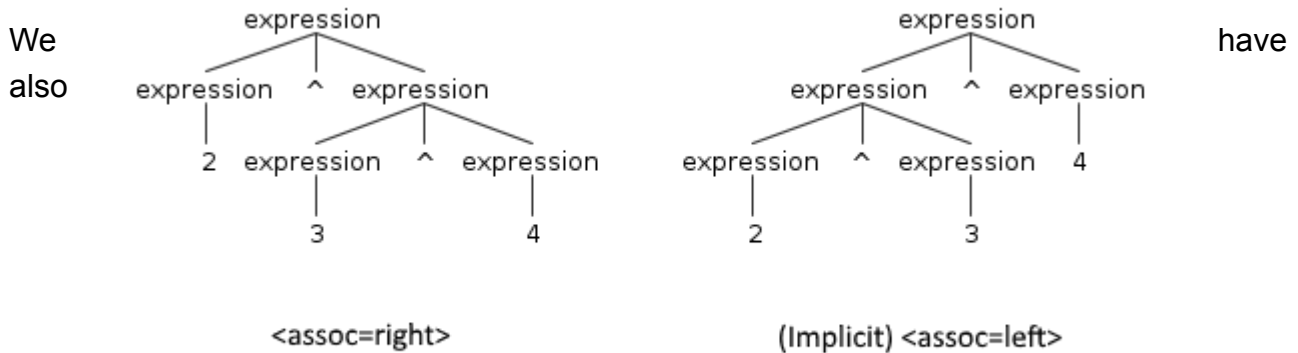 expression expression
We have
also expression ^ expression expression ^ expression
2 expression ^ expression expression ^ expression 4
3 4 2 3
<assoc=right> (Implicit) <assoc=left>